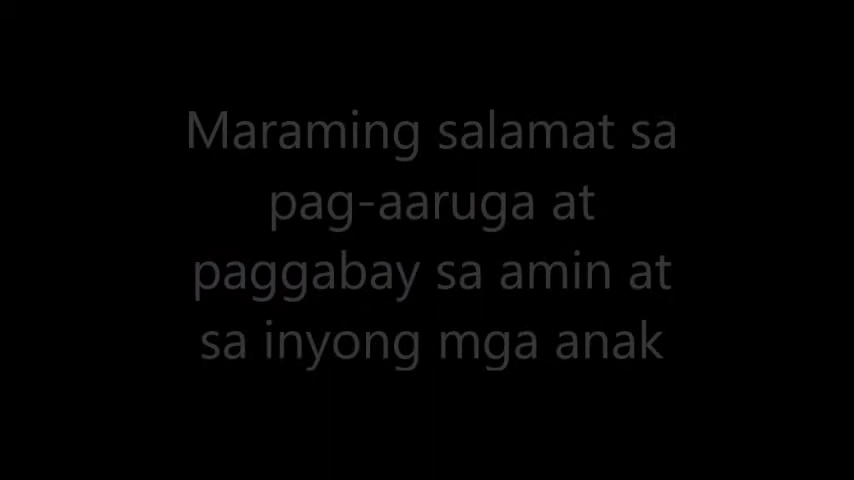 Maraming salamat sa
pag-aaruga at
paggabay sa amin at
sa inyong mga anak